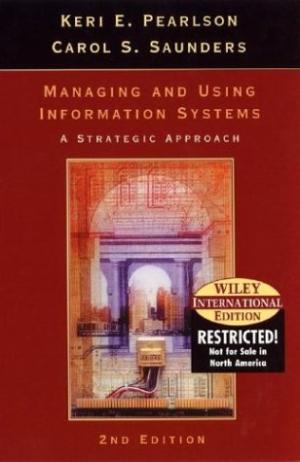 KERI E. PEARLSON
CAROL S. SAUNDERS
MANAGING AND USING
INFORMATION SYSTEMS
A STRATEGIC APPROACH
WILEY
INTERNATIONAL
EDITION
RESTRICTED!
Not for Sale in
North America
2ND EDITION